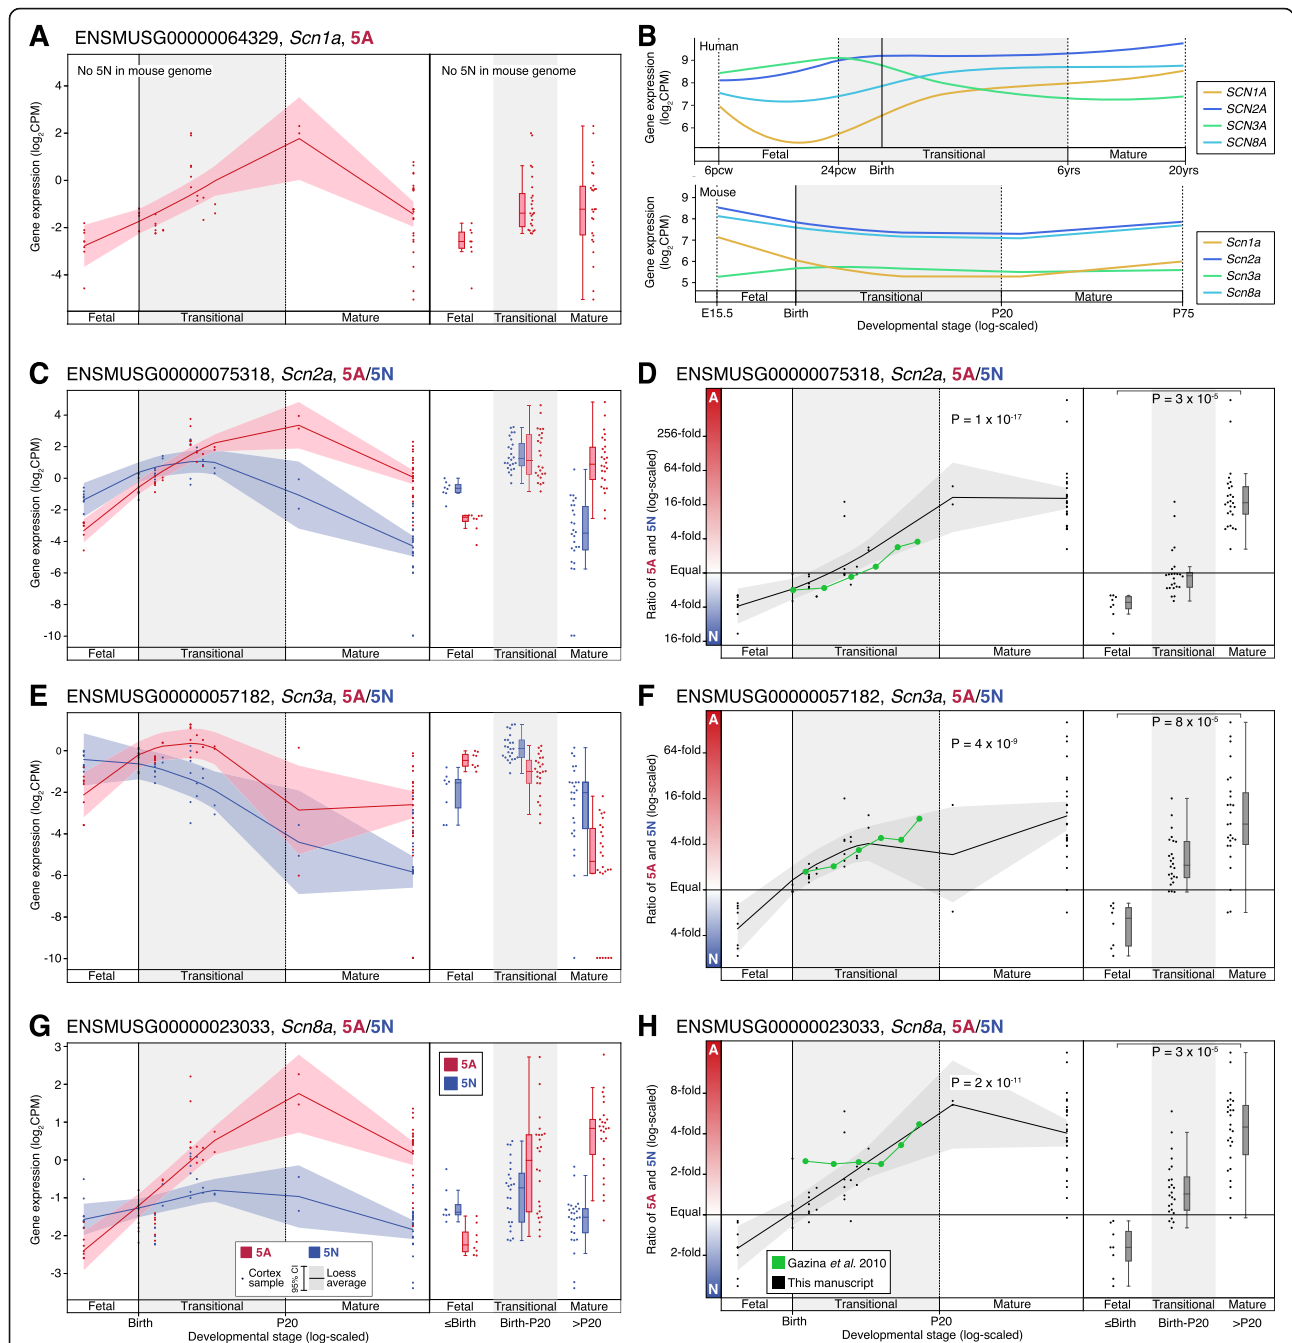 A ENSMUSG00000064329, Scn1a, 5A
No 5N in mouse genome
No 5N in mouse genome
Gene expression (log2CPM)
4
2
0
-2
-4
Fetal Transitional Mature Fetal Transitional Mature
B
Human
Gene expression (log2CPM)
9
8
7
6
Fetal Transitional Mature
6pcw 24pcw Birth 6yrs 20yrs
SCN1A
SCN2A
SCN3A
SCN8A
Mouse
Gene expression (log2CPM)
9
8
7
6
5
Fetal Transitional Mature
E15.5 Birth P20 P75
Developmental stage (log-scaled)
Scn1a
Scn2a
Scn3a
Scn8a
C ENSMUSG00000075318, Scn2a, 5A/5N
Gene expression (log2CPM)
4
2
0
-2
-4
-6
-8
-10
Fetal Transitional Mature Fetal Transitional Mature
D ENSMUSG00000075318, Scn2a, 5A/5N
Ratio of 5A and 5N (log-scaled)
A
256-fold
64-fold
16-fold
4-fold
Equal
4-fold
16-fold
N
P = 1 x 10-17
P = 3 x 10-5
Fetal Transitional Mature Fetal Transitional Mature
E ENSMUSG00000057182, Scn3a, 5A/5N
Gene expression (log2CPM)
0
-2
-4
-6
-8
-10
Fetal Transitional Mature Fetal Transitional Mature
F ENSMUSG00000057182, Scn3a, 5A/5N
Ratio of 5A and 5N (log-scaled)
A
64-fold
16-fold
4-fold
Equal
4-fold
N
P = 4 x 10-9
P = 8 x 10-5
Fetal Transitional Mature Fetal Transitional Mature
G ENSMUSG00000023033, Scn8a, 5A/5N
Gene expression (log2CPM)
3
2
1
0
-1
-2
-3
5A
5N
5A 5N
Cortex sample
95% CI
Loess average
Fetal Transitional Mature Fetal Transitional Mature
Birth P20 ≤Birth Birth-P20 >P20
Developmental stage (log-scaled)
H ENSMUSG00000023033, Scn8a, 5A/5N
Ratio of 5A and 5N (log-scaled)
A
8-fold
4-fold
2-fold
Equal
2-fold
N
P = 2 x 10-11
P = 3 x 10-5
Gazina et al. 2010
This manuscript
Fetal Transitional Mature Fetal Transitional Mature
Birth P20 ≤Birth Birth-P20 >P20
Developmental stage (log-scaled)